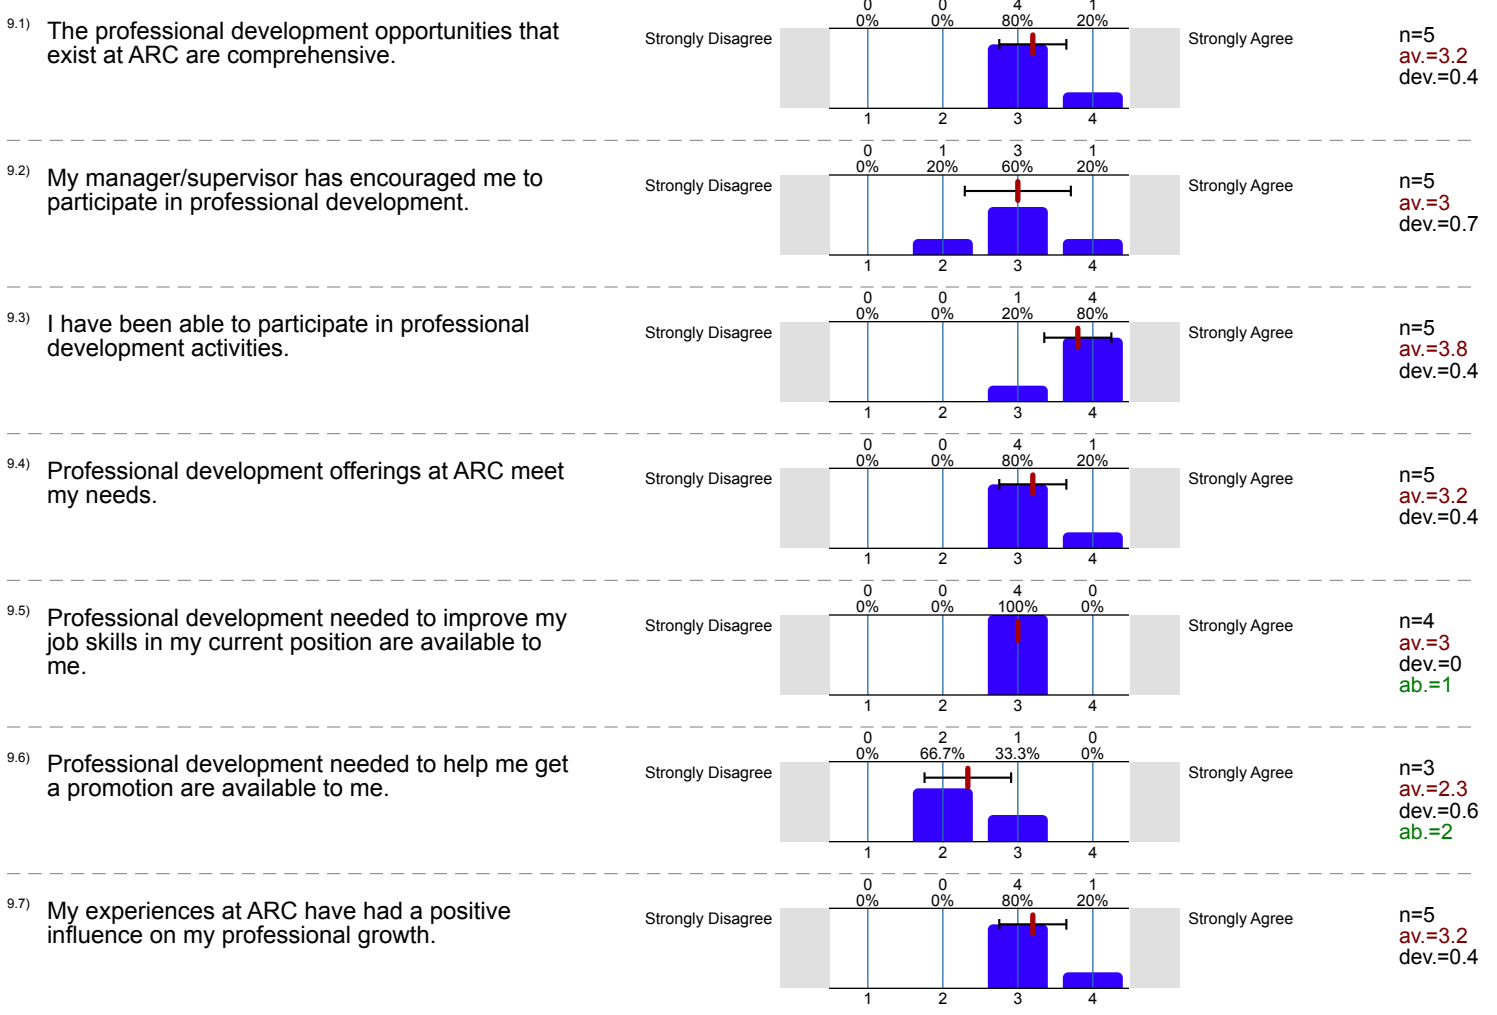 0 0 4 1
0% 0% 80% 20%
9.1) The professional development opportunities that
exist at ARC are comprehensive.
Strongly Disagree
Strongly Agree
n=5
av.=3.2
dev.=0.4
1 2 3 4
0 1 3 1
0% 20% 60% 20%
9.2) My manager/supervisor has encouraged me to
participate in professional development.
Strongly Disagree
Strongly Agree
n=5
av.=3
dev.=0.7
1 2 3 4
0 0 1 4
0% 0% 20% 80%
9.3) I have been able to participate in professional
development activities.
Strongly Disagree
Strongly Agree
n=5
av.=3.8
dev.=0.4
1 2 3 4
0 0 4 1
0% 0% 80% 20%
9.4) Professional development offerings at ARC meet
my needs.
Strongly Disagree
Strongly Agree
n=5
av.=3.2
dev.=0.4
1 2 3 4
0 0 4 0
0% 0% 100% 0%
9.5) Professional development needed to improve my
job skills in my current position are available to
me.
Strongly Disagree
Strongly Agree
n=4
av.=3
dev.=0
ab.=1
1 2 3 4
0 2 1 0
0% 66.7% 33.3% 0%
9.6) Professional development needed to help me get
a promotion are available to me.
Strongly Disagree
Strongly Agree
n=3
av.=2.3
dev.=0.6
ab.=2
1 2 3 4
0 0 4 1
0% 0% 80% 20%
9.7) My experiences at ARC have had a positive
influence on my professional growth.
Strongly Disagree
Strongly Agree
n=5
av.=3.2
dev.=0.4
1 2 3 4